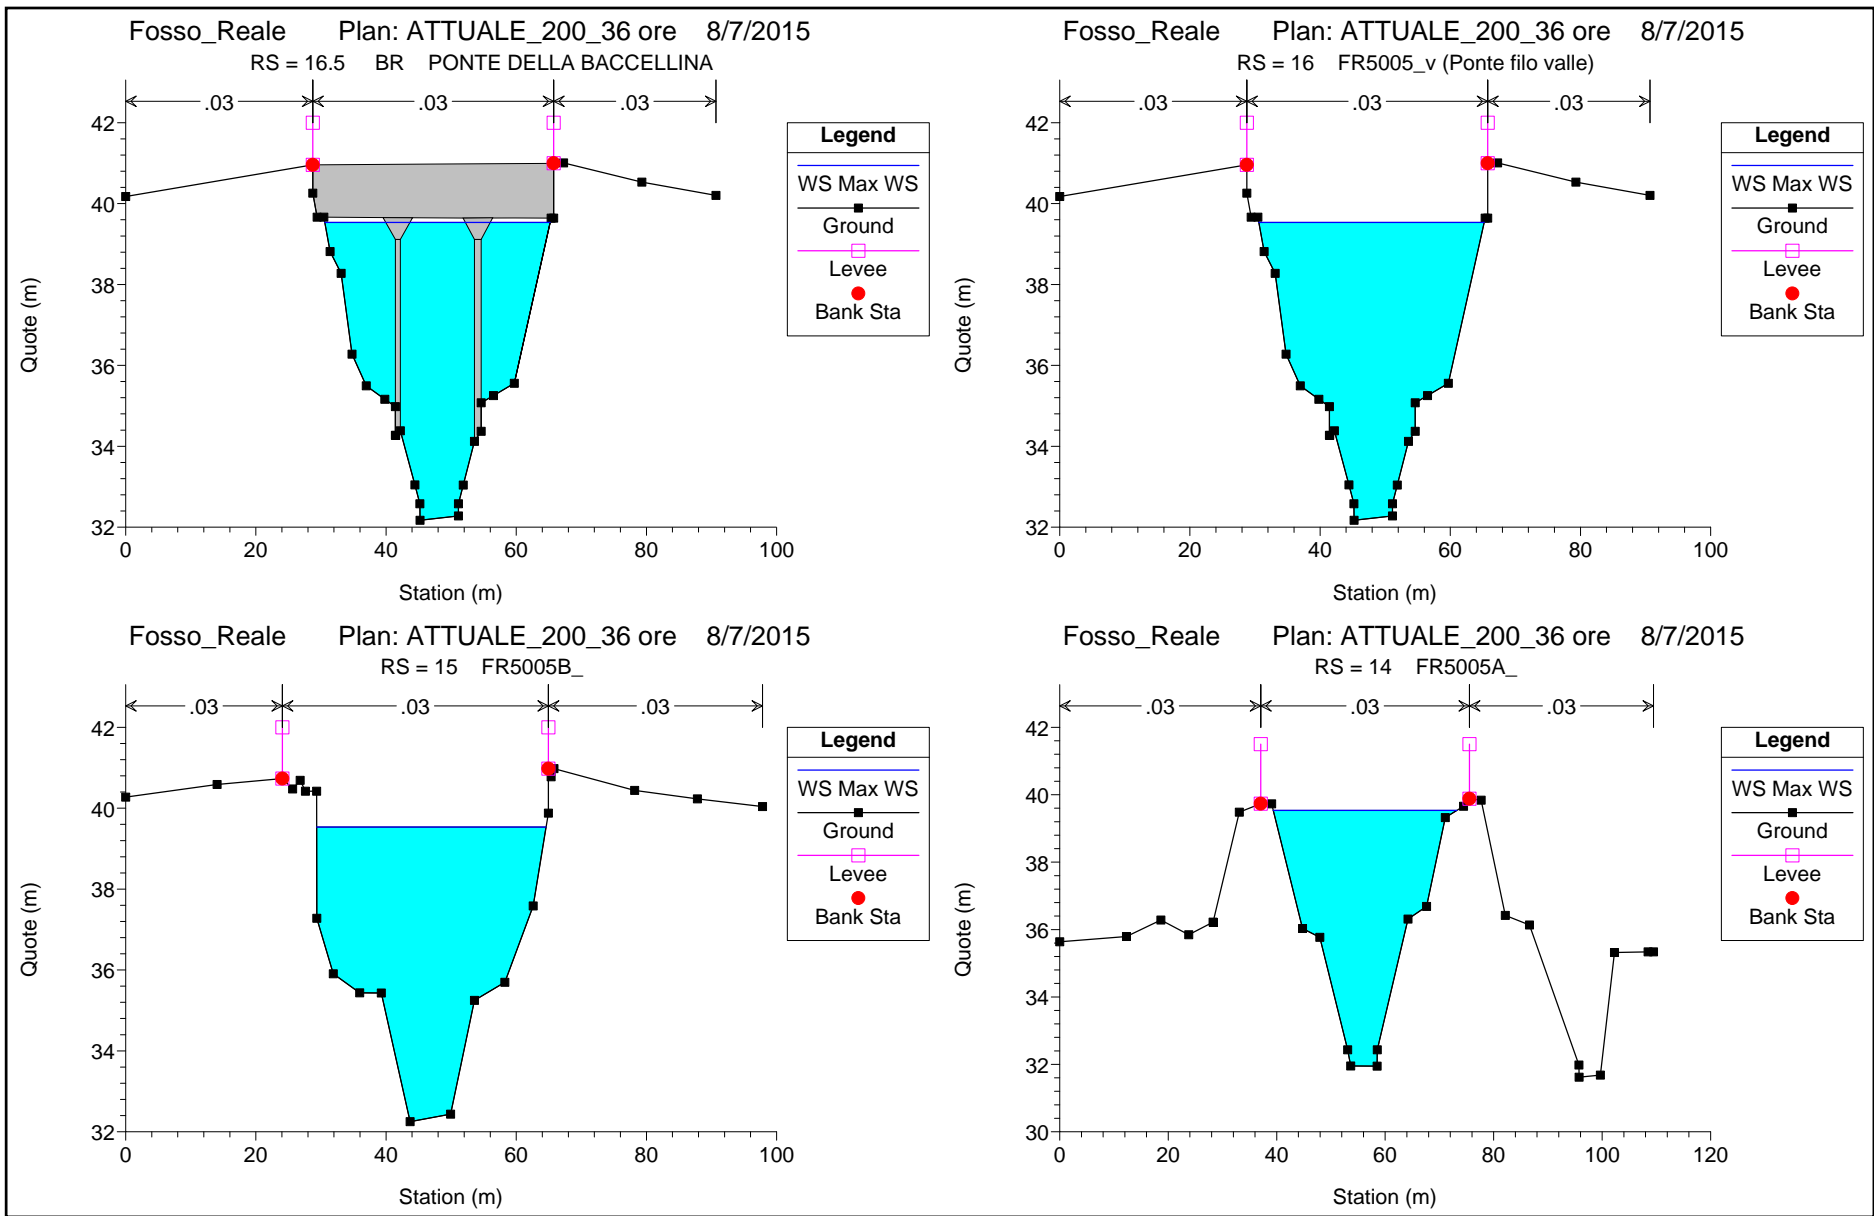 Fosso_Reale Plan: ATTUALE_200_36 ore 8/7/2015
RS = 16.5 BR PONTE DELLA BACCELLINA
.03 .03 .03
42
40
38
36
34
32
0 20 40 60 80 100
Station (m)
Quote (m)
Legend
WS Max WS
Ground
Levee
Bank Sta
Fosso_Reale Plan: ATTUALE_200_36 ore 8/7/2015
RS = 16 FR5005_v (Ponte filo valle)
.03 .03 .03
42
40
38
36
34
32
0 20 40 60 80 100
Station (m)
Quote (m)
Legend
WS Max WS
Ground
Levee
Bank Sta
Fosso_Reale Plan: ATTUALE_200_36 ore 8/7/2015
RS = 15 FR5005B_
.03 .03 .03
42
40
38
36
34
32
0 20 40 60 80 100
Station (m)
Quote (m)
Legend
WS Max WS
Ground
Levee
Bank Sta
Fosso_Reale Plan: ATTUALE_200_36 ore 8/7/2015
RS = 14 FR5005A_
.03 .03 .03
42
40
38
36
34
32
30
0 20 40 60 80 100 120
Station (m)
Quote (m)
Legend
WS Max WS
Ground
Levee
Bank Sta